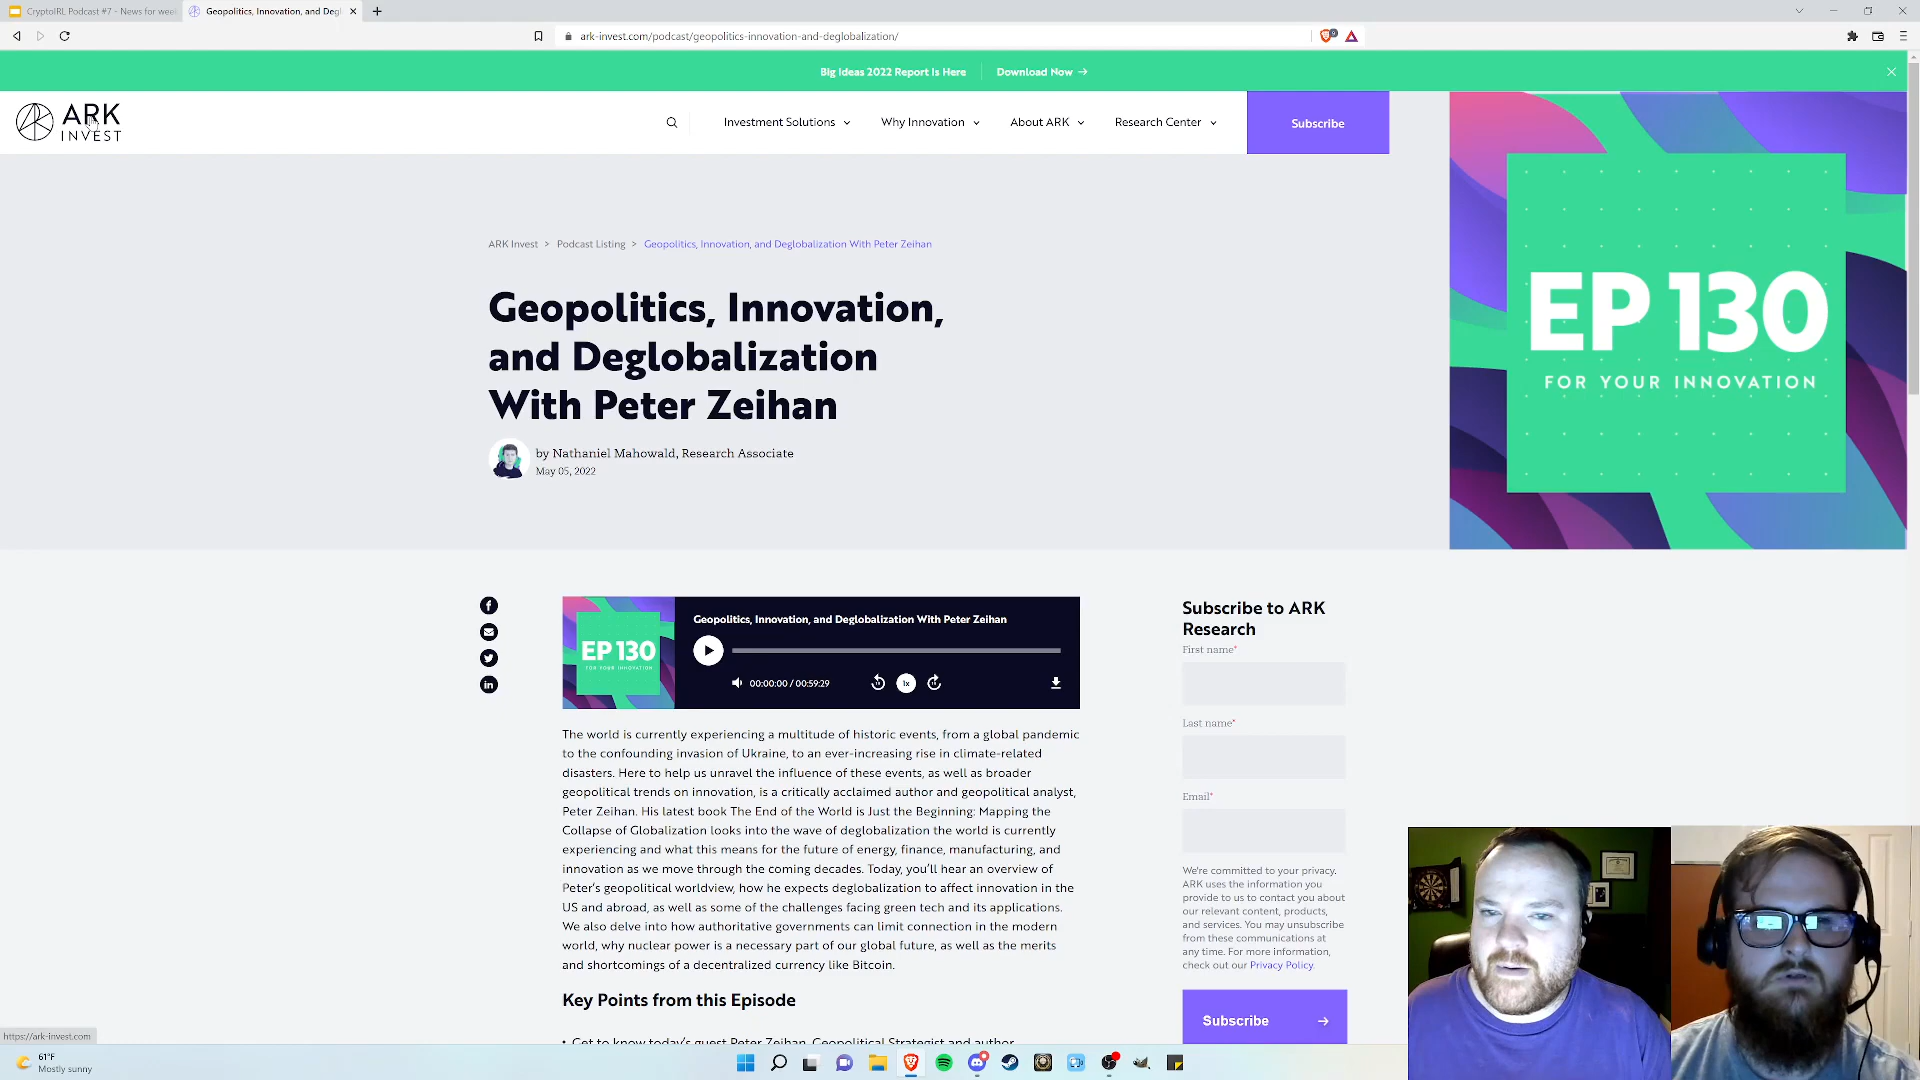 CryptoIRL Podcast #7 - News for wee
Geopolitics, Innovation, and Degl
ark-invest.com/podcast/geopolitics-innovation-and-deglobalization/
Big Ideas 2022 Report Is Here
Download Now →
ARK
INVEST
Investment Solutions
Why Innovation
About ARK
Research Center
Subscribe
EP 130
FOR YOUR INNOVATION
ARK Invest > Podcast Listing > Geopolitics, Innovation, and Deglobalization With Peter Zeihan
Geopolitics, Innovation,
and Deglobalization
With Peter Zeihan
by Nathaniel Mahowald, Research Associate
May 05, 2022
EP 130
FOR YOUR INNOVATION
Geopolitics, Innovation, and Deglobalization With Peter Zeihan
00:00:00 / 00:59:29
1x
The world is currently experiencing a multitude of historic events, from a global pandemic
to the confounding invasion of Ukraine, to an ever-increasing rise in climate-related
disasters. Here to help us unravel the influence of these events, as well as broader
geopolitical trends on innovation, is a critically acclaimed author and geopolitical analyst,
Peter Zeihan. His latest book The End of the World is Just the Beginning: Mapping the
Collapse of Globalization looks into the wave of deglobalization the world is currently
experiencing and what this means for the future of energy, finance, manufacturing, and
innovation as we move through the coming decades. Today, you'll hear an overview of
Peter's geopolitical worldview, how he expects deglobalization to affect innovation in the
US and abroad, as well as some of the challenges facing green tech and its applications.
We also delve into how authoritative governments can limit connection in the modern
world, why nuclear power is a necessary part of our global future, as well as the merits
and shortcomings of a decentralized currency like Bitcoin.
Key Points from this Episode
• Get to know today's guest Peter Zeihan, Geopolitical Strategist and author
Subscribe to ARK
Research
First name*
Last name*
Email*
We're committed to your privacy.
ARK uses the information you
provide to us to contact you about
our relevant content, products,
and services. You may unsubscribe
from these communications at
any time. For more information,
check out our Privacy Policy.
Subscribe →
https://ark-invest.com
61°F
Mostly sunny